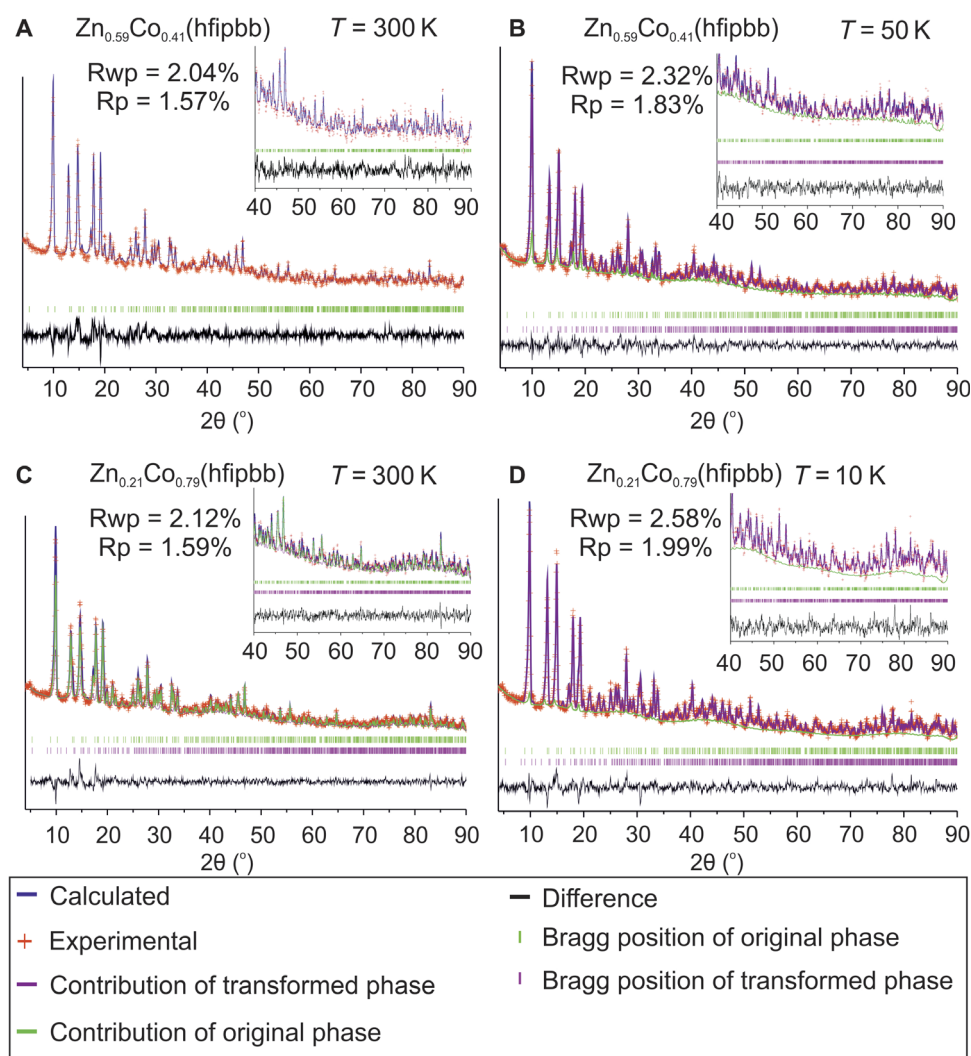 A Zn0.59Co0.41(hfipbb) T = 300 K
Rwp = 2.04%
Rp = 1.57%
40 50 60 70 80 90
10 20 30 40 50 60 70 80 90
2θ (°)
B Zn0.59Co0.41(hfipbb) T = 50 K
Rwp = 2.32%
Rp = 1.83%
40 50 60 70 80 90
10 20 30 40 50 60 70 80 90
2θ (°)
C Zn0.21Co0.79(hfipbb) T = 300 K
Rwp = 2.12%
Rp = 1.59%
40 50 60 70 80 90
10 20 30 40 50 60 70 80 90
2θ (°)
D Zn0.21Co0.79(hfipbb) T = 10 K
Rwp = 2.58%
Rp = 1.99%
40 50 60 70 80 90
10 20 30 40 50 60 70 80 90
2θ (°)
Calculated
Experimental
Contribution of transformed phase
Contribution of original phase
Difference
Bragg position of original phase
Bragg position of transformed phase